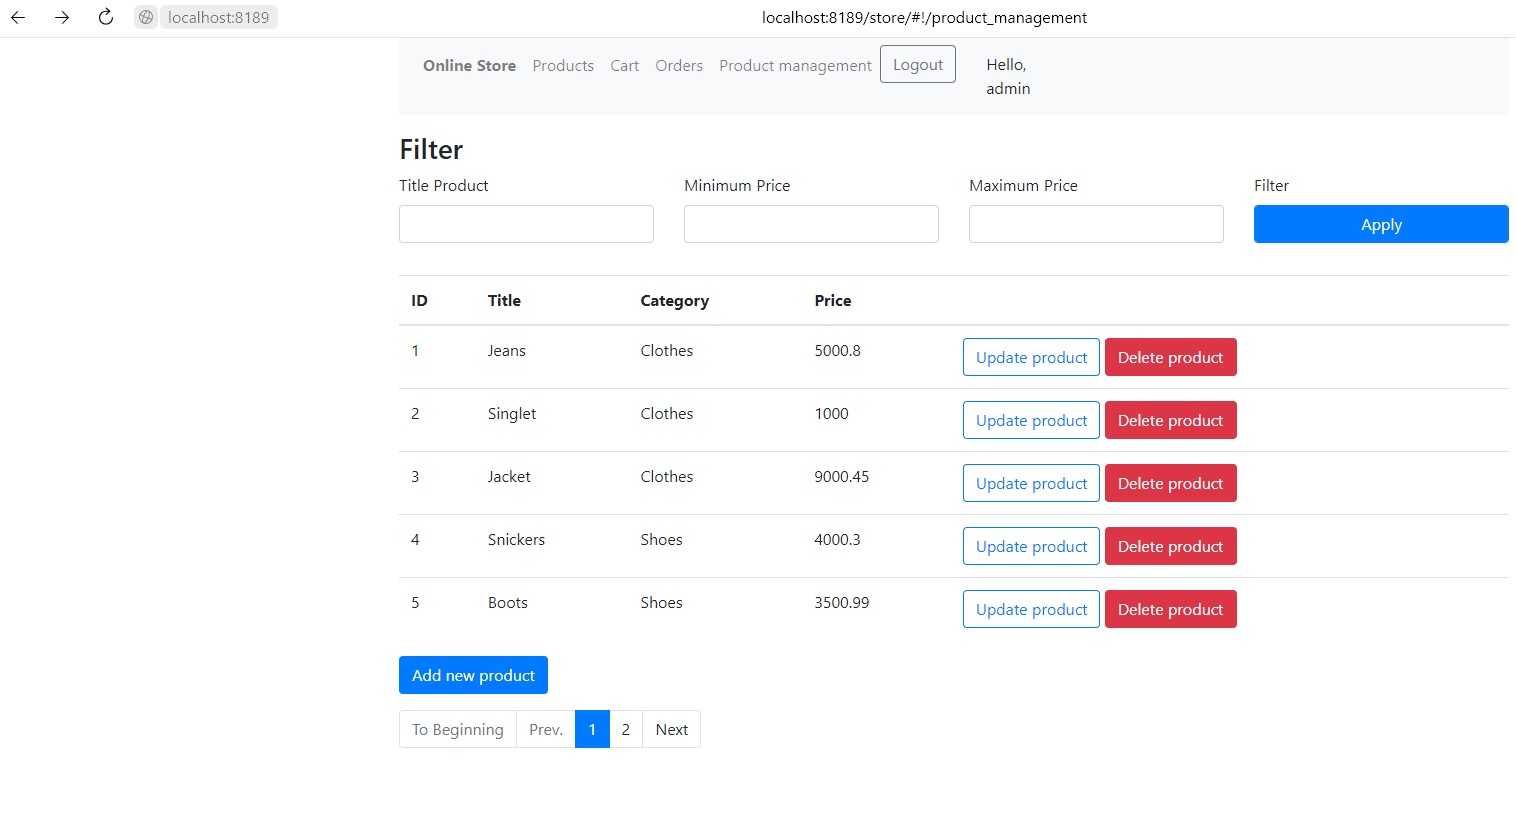 localhost:8189 localhost:8189/store/#!/product_management
Online Store Products Cart Orders Product management Logout Hello,
admin
Filter
Title Product Minimum Price Maximum Price Filter
Apply
ID Title Category Price
1 Jeans Clothes 5000.8 Update product Delete product
2 Singlet Clothes 1000 Update product Delete product
3 Jacket Clothes 9000.45 Update product Delete product
4 Snickers Shoes 4000.3 Update product Delete product
5 Boots Shoes 3500.99 Update product Delete product
Add new product
To Beginning Prev. 1 2 Next